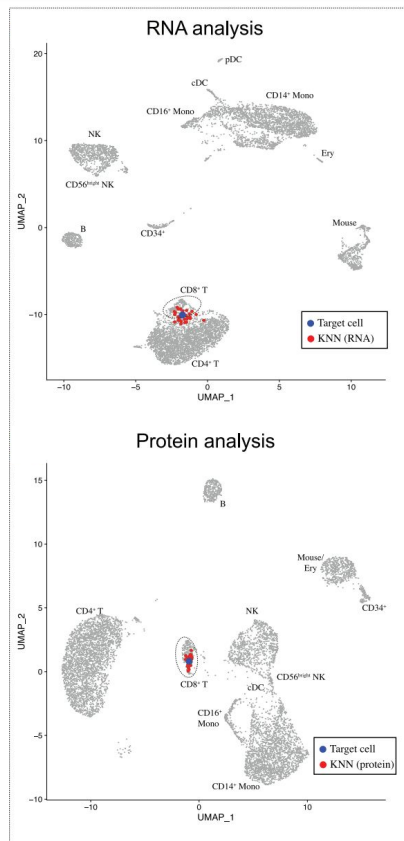 RNA analysis
20
pDC
cDC
CD14⁺ Mono
CD16⁺ Mono
10
NK
Ery
CD56ᵇʳⁱᵍʰᵗ NK
UMAP_2
Mouse
0
B
CD34⁺
CD8⁺ T
−10
Target cell
KNN (RNA)
CD4⁺ T
−10
−5
0
5
10
UMAP_1
Protein analysis
15
B
10
Mouse/
Ery
CD34⁺
5
CD4⁺ T
NK
UMAP_2
0
CD8⁺ T
CD56ᵇʳⁱᵍʰᵗ NK
cDC
CD16⁺
Mono
−5
Target cell
KNN (protein)
CD14⁺ Mono
−10
−10
0
10
UMAP_1